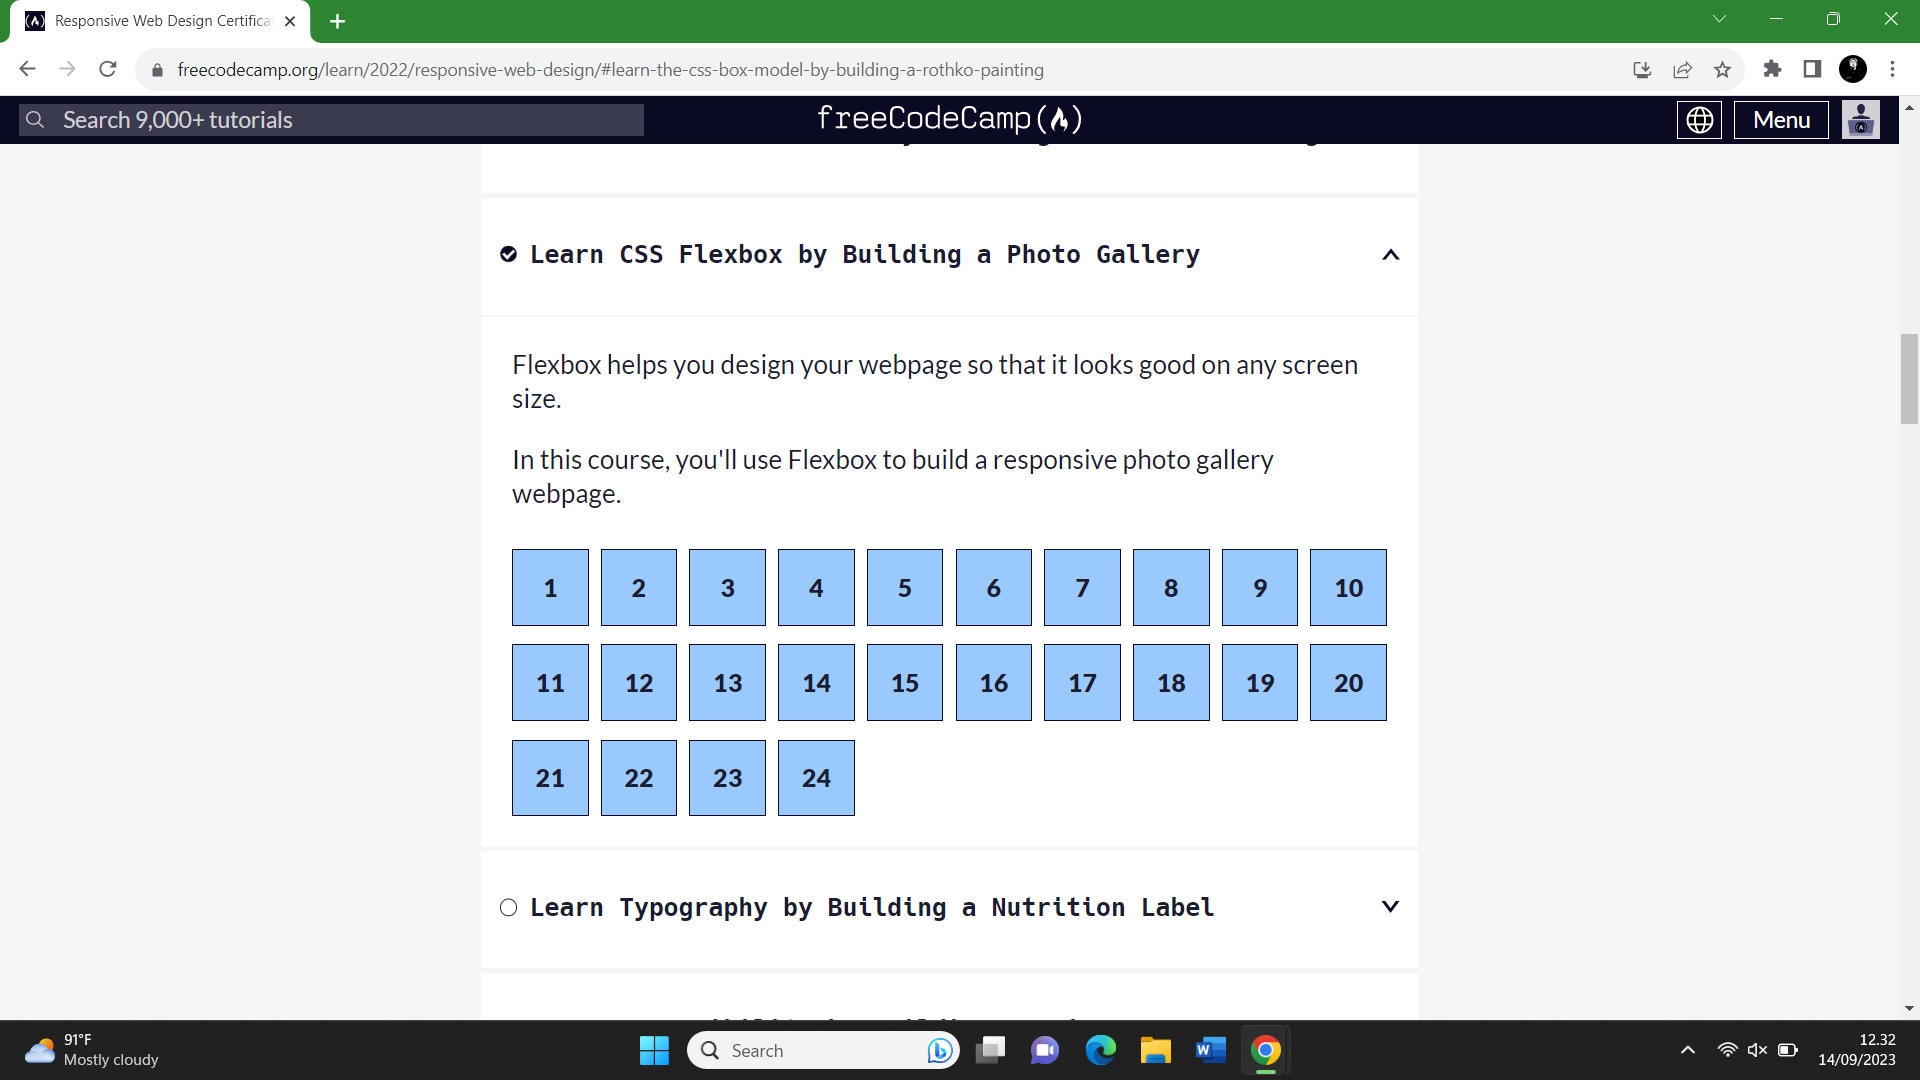 Responsive Web Design Certifica
freecodecamp.org/learn/2022/responsive-web-design/#learn-the-css-box-model-by-building-a-rothko-painting
Search 9,000+ tutorials
freeCodeCamp
Menu
Learn CSS Flexbox by Building a Photo Gallery
Flexbox helps you design your webpage so that it looks good on any screen
size.
In this course, you'll use Flexbox to build a responsive photo gallery
webpage.
1 2 3 4 5 6 7 8 9 10
11 12 13 14 15 16 17 18 19 20
21 22 23 24
Learn Typography by Building a Nutrition Label
91°F
Mostly cloudy
Search
12.32
14/09/2023